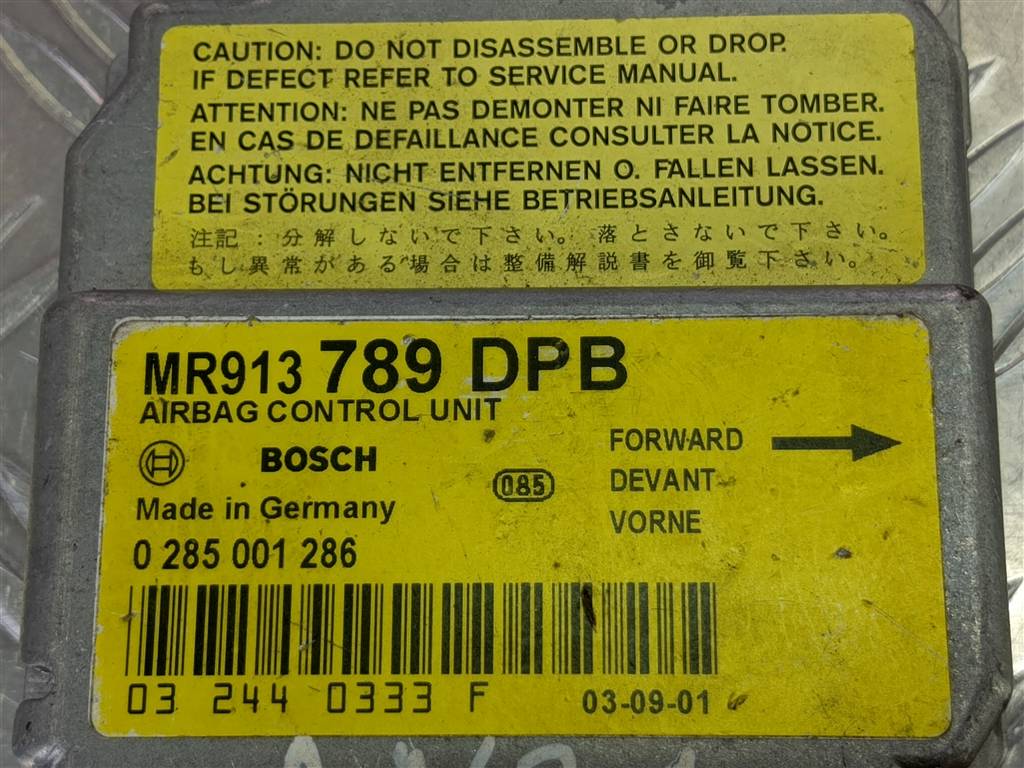 CAUTION: DO NOT DISASSEMBLE OR DROP.
IF DEFECT REFER TO SERVICE MANUAL.
ATTENTION: NE PAS DEMONTER NI FAIRE TOMBER.
EN CAS DE DEFAILLANCE CONSULTER LA NOTICE.
ACHTUNG: NICHT ENTFERNEN O. FALLEN LASSEN.
BEI STÖRUNGEN SIEHE BETRIEBSANLEITUNG.
注記：分解しないで下さい。落とさないで下さい。
もし異常がある場合は整備解説書を御覧下さい。
MR913 789 DPB
AIRBAG CONTROL UNIT
BOSCH
Made in Germany
0 285 001 286
085
FORWARD
DEVANT
VORNE
03 244 0333 F
03-09-01